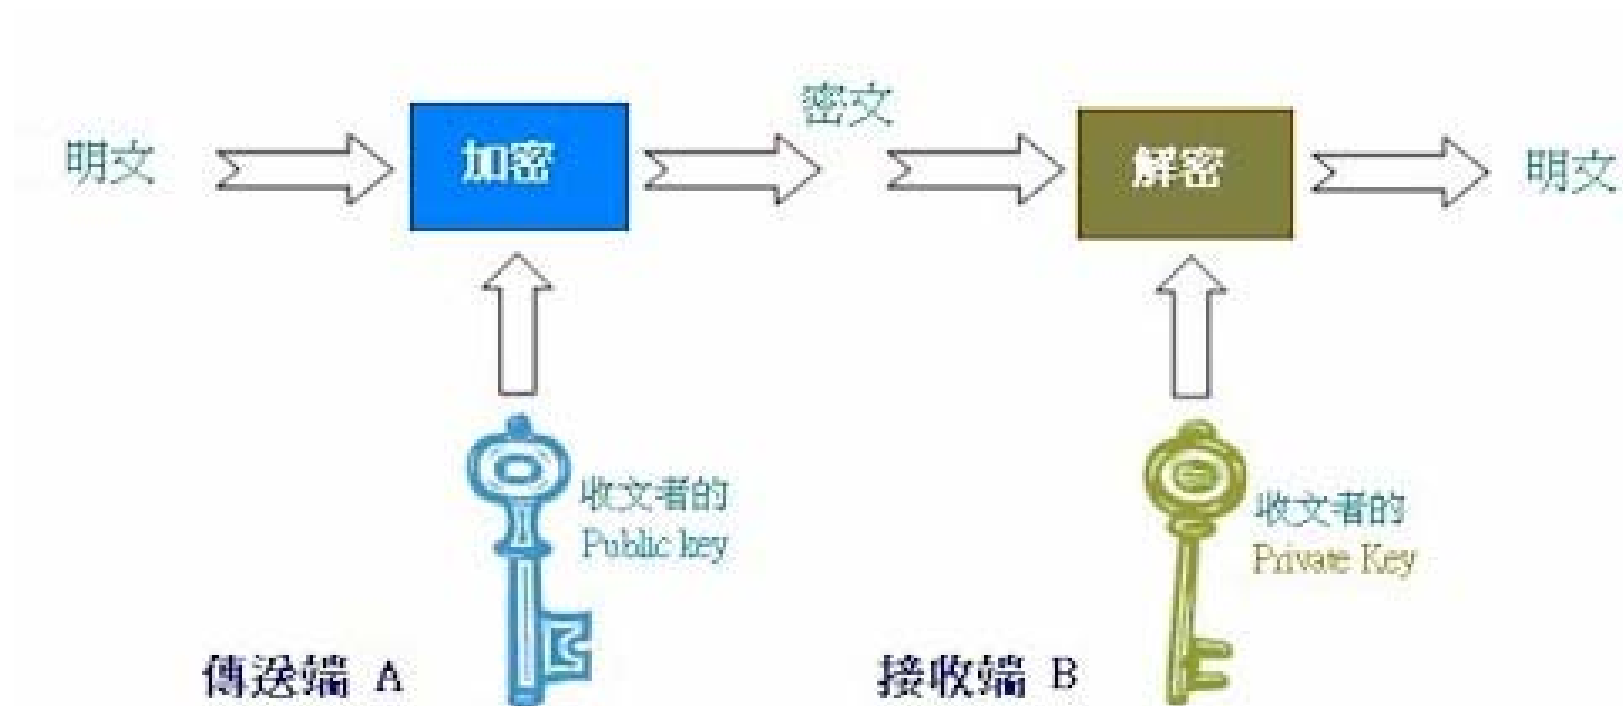 明文
加密
密文
解密
明文
收文者的
Public key
收文者的
Private Key
傳送端 A
接收端 B